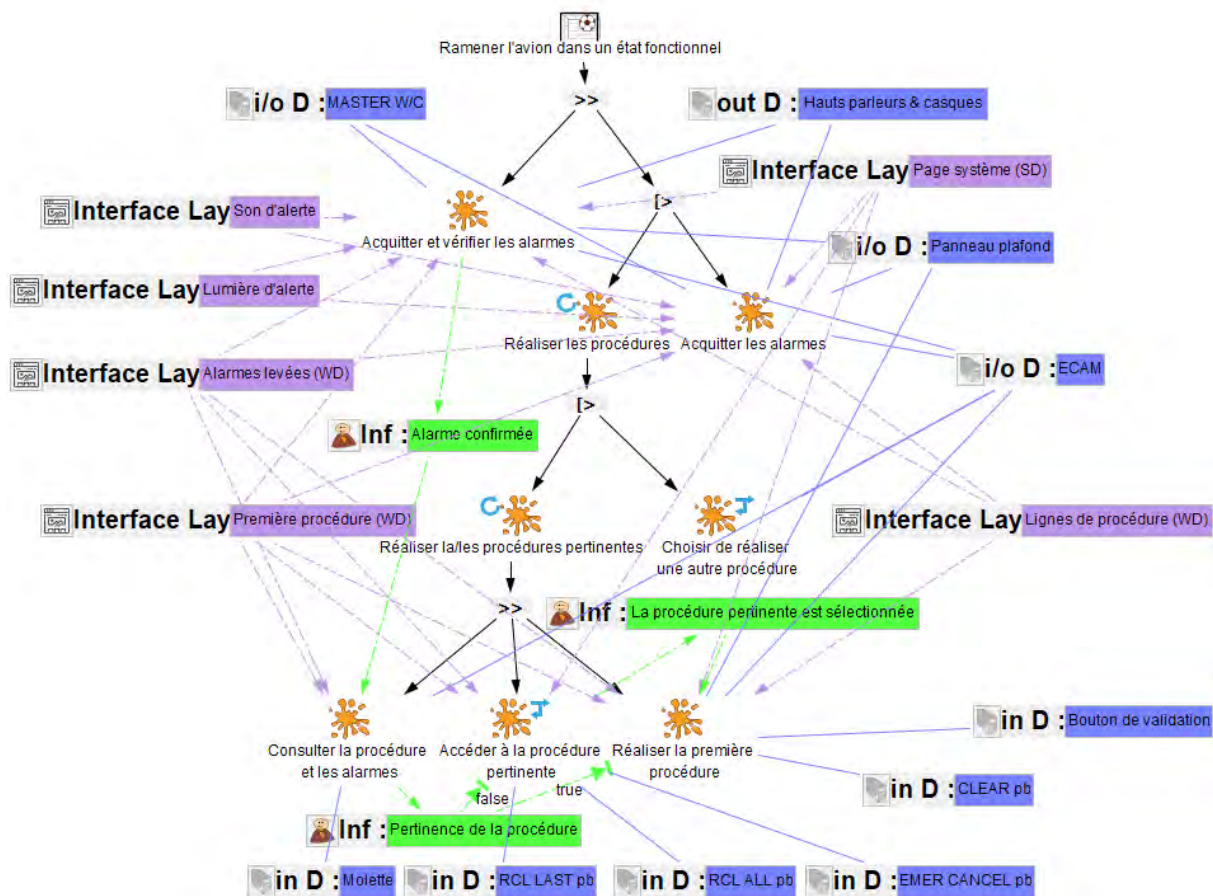 Ramener l'avion dans un état fonctionnel
>>
i/o D : MASTER W/C
out D : Hauts parleurs & casques
Interface Lay Page système (SD)
Interface Lay Son d'alerte
[>
Acquitter et vérifier les alarmes
i/o D : Panneau plafond
Interface Lay Lumière d'alerte
Réaliser les procédures
Acquitter les alarmes
Interface Lay Alarmes levées (WD)
i/o D : ECAM
[>
Inf : Alarme confirmée
Interface Lay Première procédure (WD)
Interface Lay Lignes de procédure (WD)
Réaliser la/les procédures pertinentes
Choisir de réaliser
une autre procédure
>>
Inf : La procédure pertinente est sélectionnée
in D : Bouton de validation
Consulter la procédure
et les alarmes
Accéder à la procédure
pertinente
Réaliser la première
procédure
false
true
in D : CLEAR pb
Inf : Pertinence de la procédure
in D : Molette
in D : RCL LAST pb
in D : RCL ALL pb
in D : EMER CANCEL pb